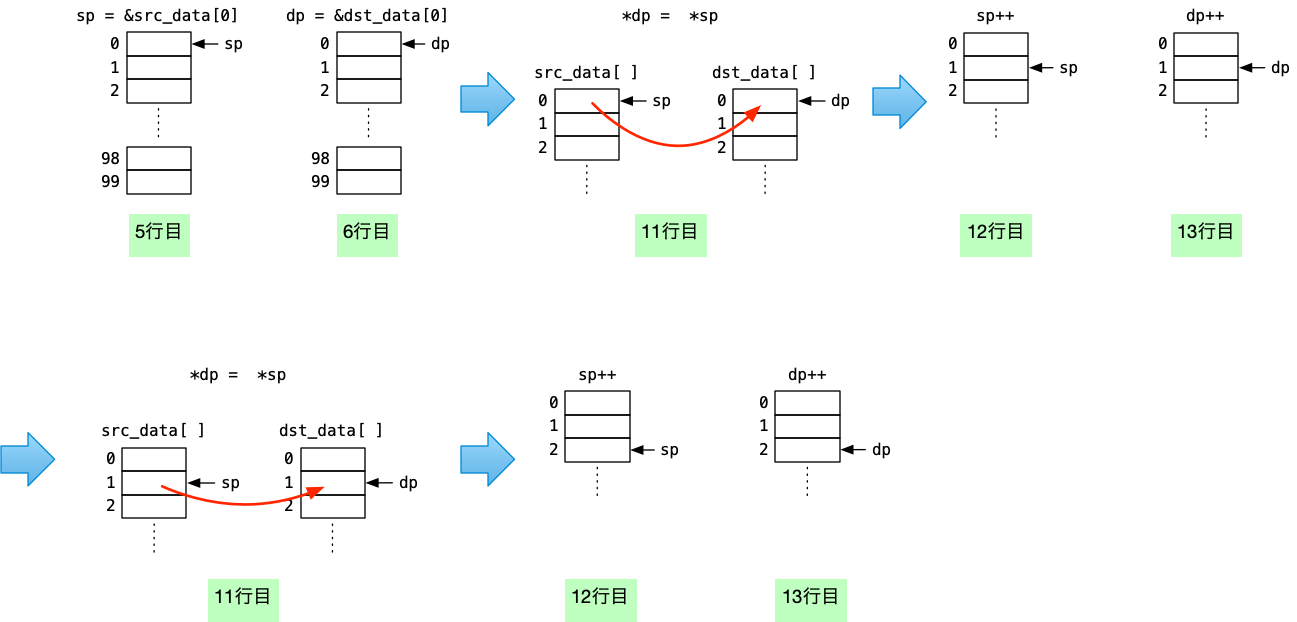 sp = &src_data[0]
0
sp
1
2
98
99
5行目
dp = &dst_data[0]
0
dp
1
2
98
99
6行目
*dp = *sp
src_data[ ]
0
sp
1
2
dst_data[ ]
0
dp
1
2
11行目
sp++
0
1
sp
2
12行目
dp++
0
1
dp
2
13行目
*dp = *sp
src_data[ ]
0
1
sp
2
dst_data[ ]
0
1
dp
2
11行目
sp++
0
1
2
sp
12行目
dp++
0
1
2
dp
13行目